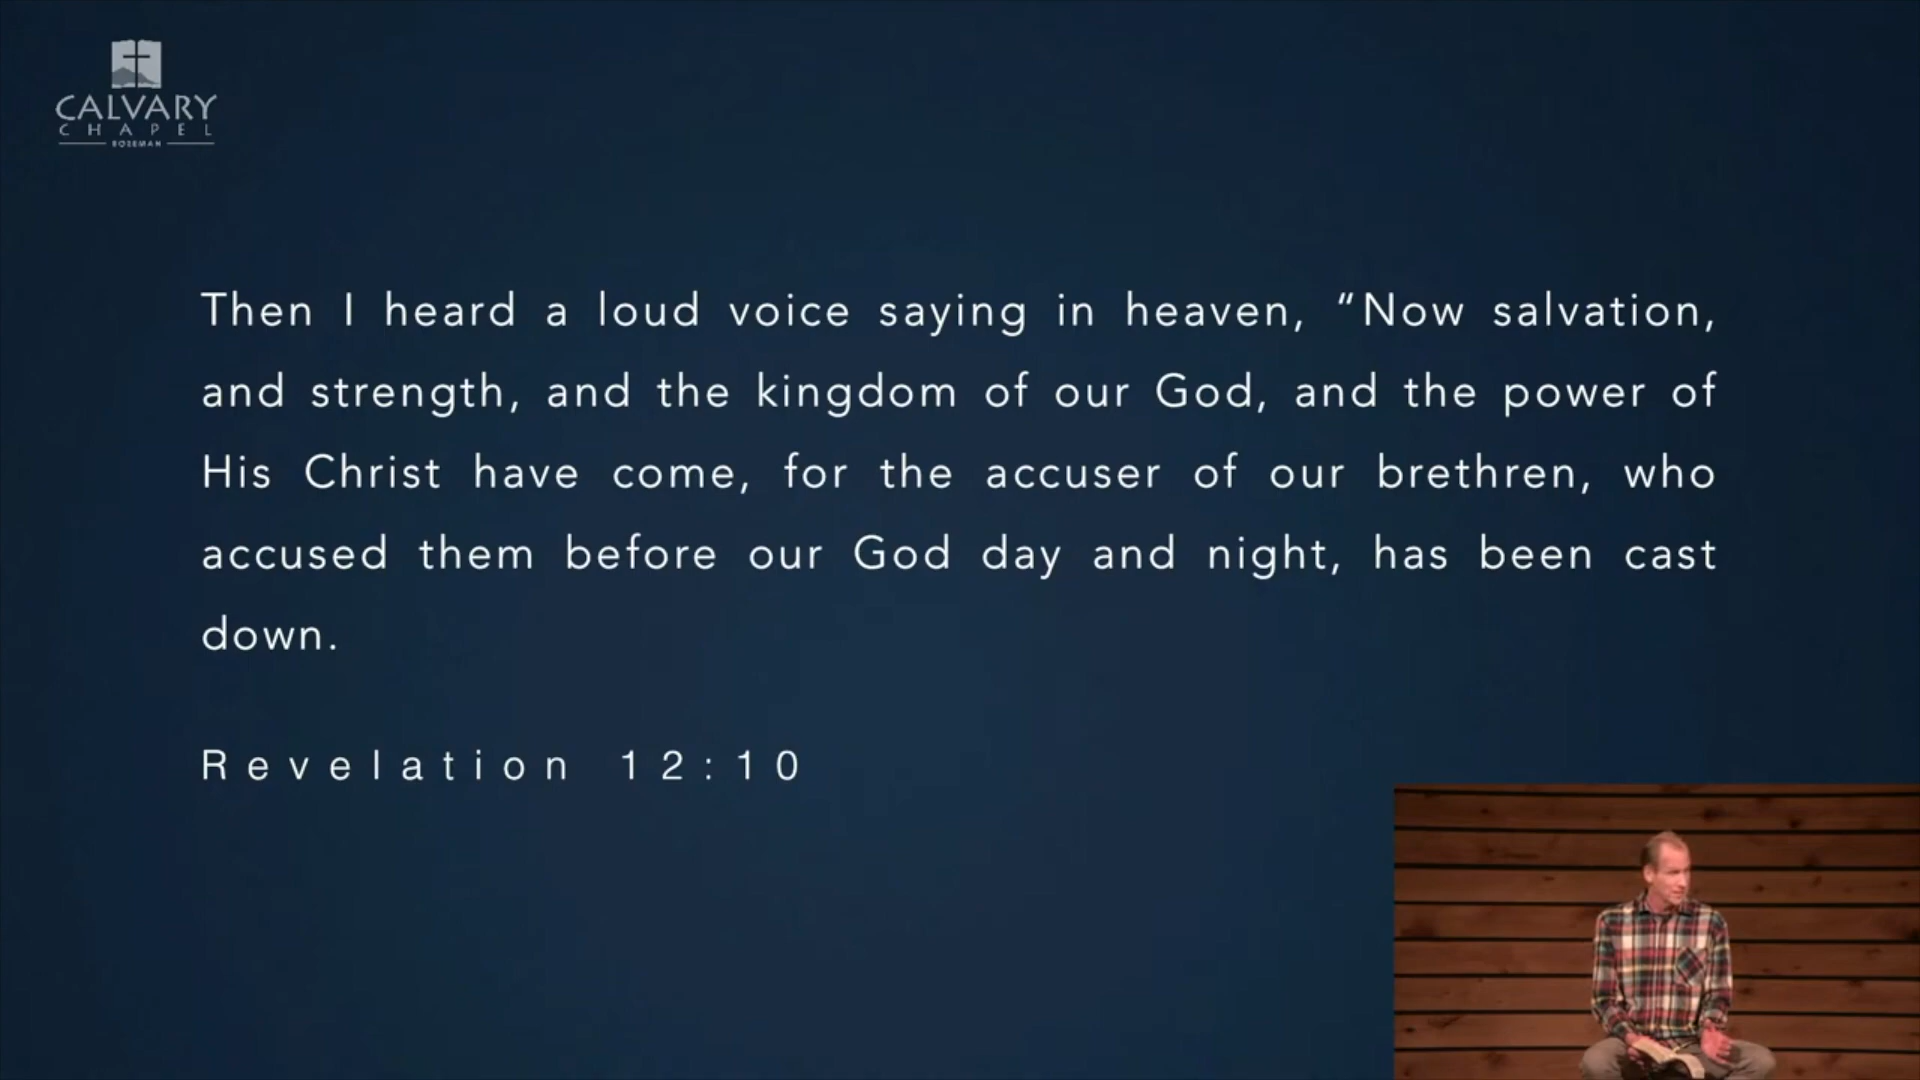 CALVARY
CHAPEL
BOZEMAN
Then I heard a loud voice saying in heaven, “Now salvation,
and strength, and the kingdom of our God, and the power of
His Christ have come, for the accuser of our brethren, who
accused them before our God day and night, has been cast
down.
Revelation 12:10